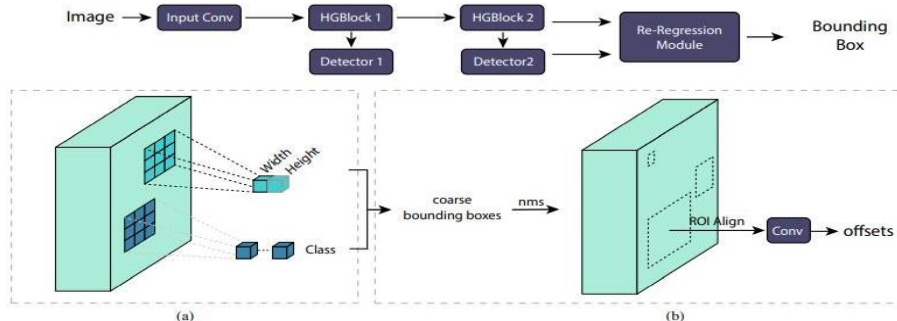 Image
Input Conv
HGBlock 1
HGBlock 2
Re-Regression
Module
Bounding
Box
Detector 1
Detector2
Width
Height
Class
coarse
bounding boxes
nms
ROI Align
Conv
offsets
(a)
(b)